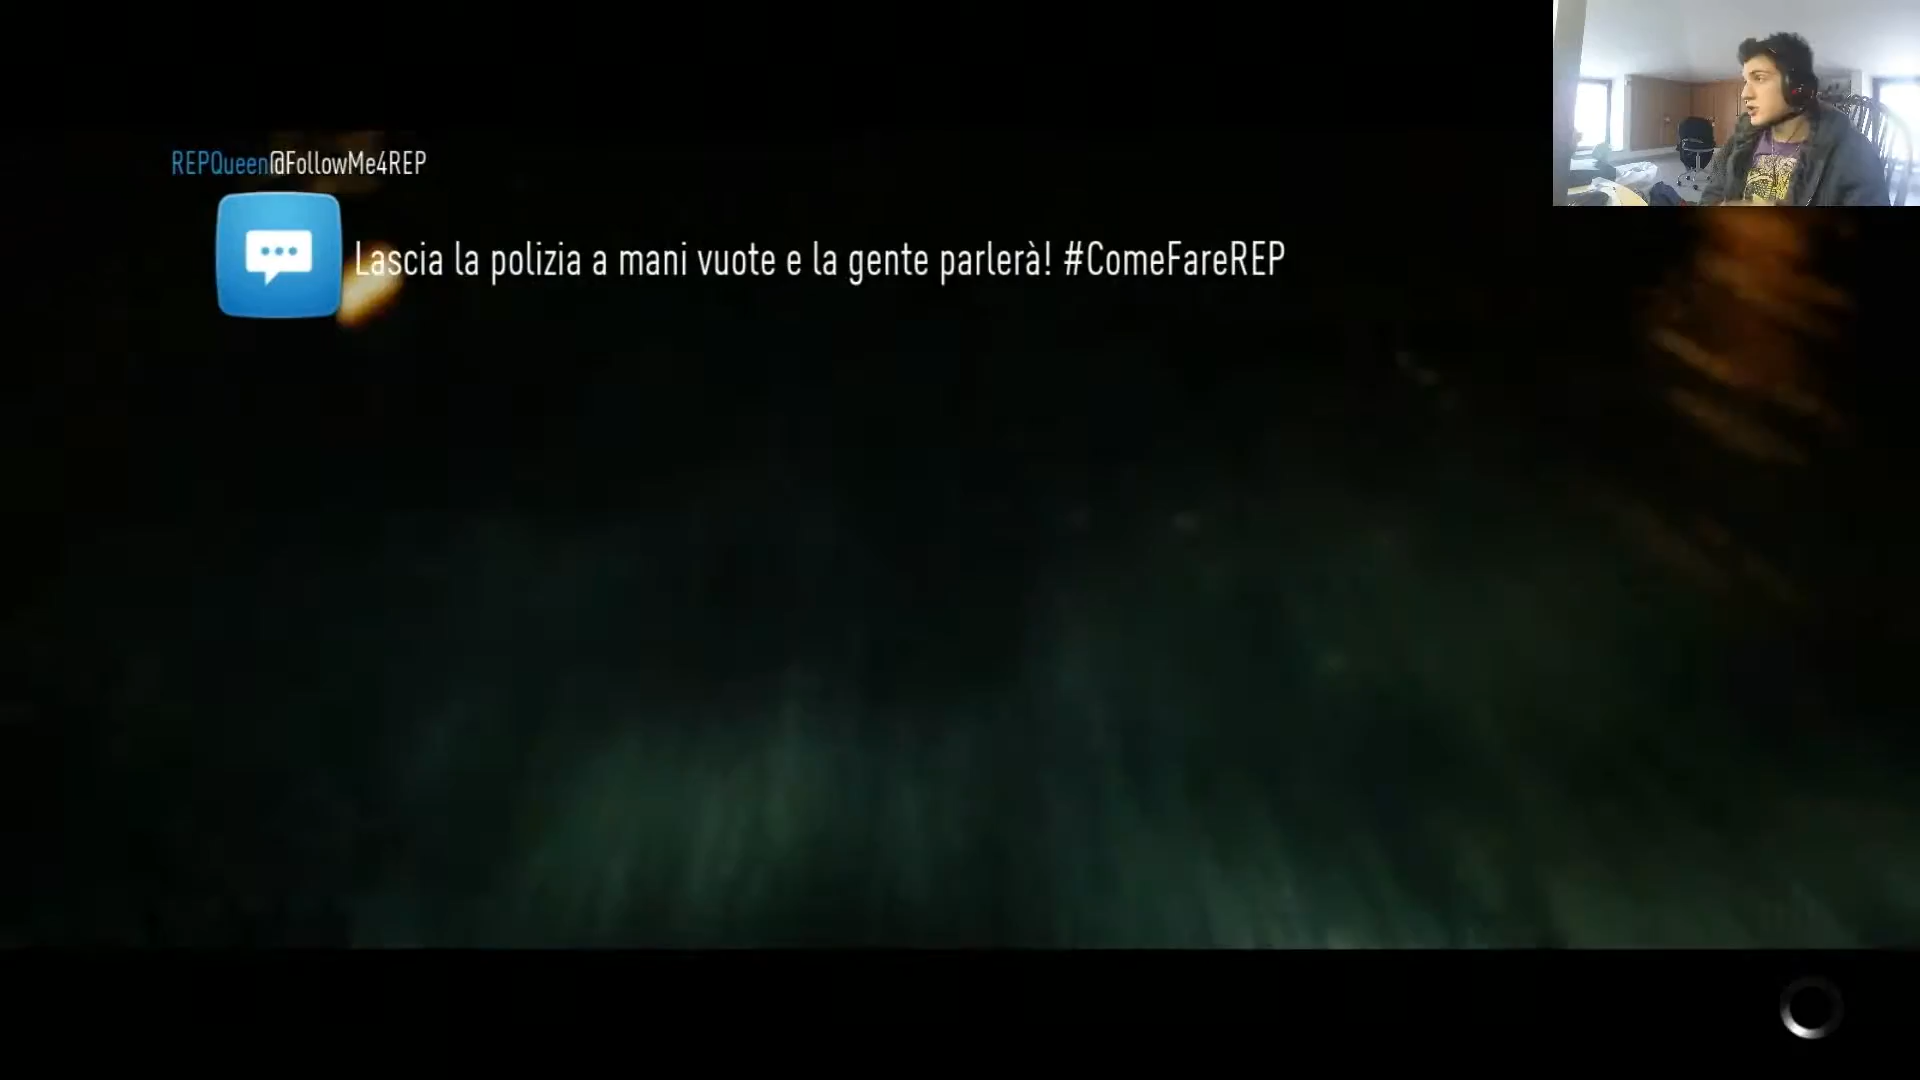 REPQueen@FollowMe4REP
Lascia la polizia a mani vuote e la gente parlerà! #ComeFareREP